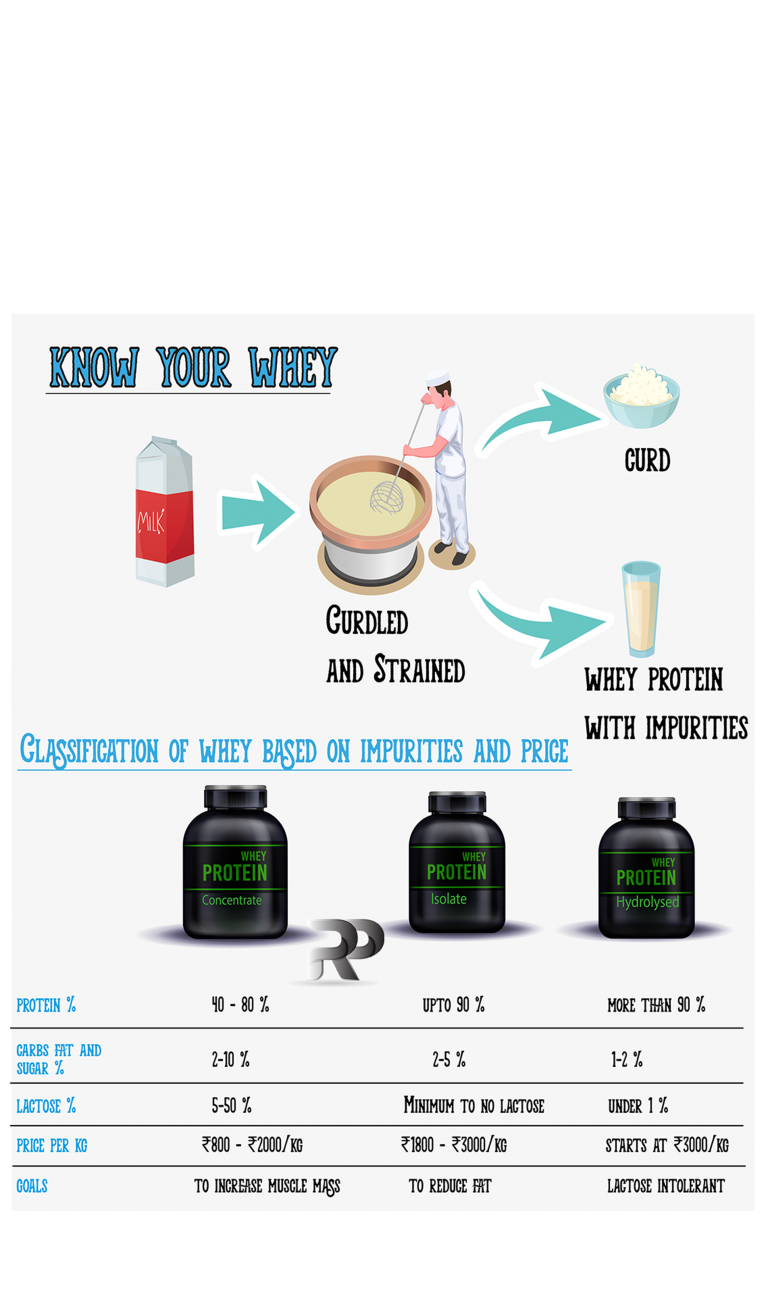 KNOW YOUR WHEY
MILK
CURD
CURDLED
AND STRAINED
WHEY PROTEIN
WITH IMPURITIES
CLASSIFICATION OF WHEY BASED ON IMPURITIES AND PRICE
WHEY
PROTEIN
Concentrate
WHEY
PROTEIN
Isolate
WHEY
PROTEIN
Hydrolysed
RP
PROTEIN % 40 - 80 % UPTO 90 % MORE THAN 90 %
CARBS FAT AND
SUGAR % 2-10 % 2-5 % 1-2 %
LACTOSE % 5-50 % MINIMUM TO NO LACTOSE UNDER 1 %
PRICE PER KG ₹800 - ₹2000/KG ₹1800 - ₹3000/KG STARTS AT ₹3000/KG
GOALS TO INCREASE MUSCLE MASS TO REDUCE FAT LACTOSE INTOLERANT